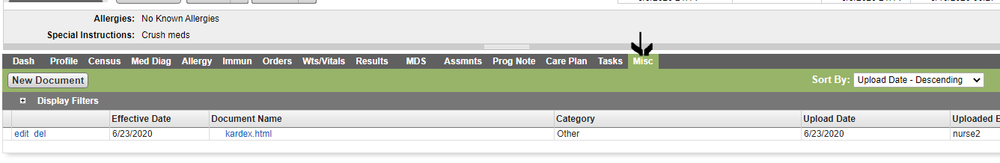 Allergies: No Known Allergies
Special Instructions: Crush meds
Dash Profile Census Med Diag Allergy Immun Orders Wts/Vitals Results MDS Assmnts Prog Note Care Plan Tasks Misc
New Document Sort By: Upload Date - Descending
Display Filters
Effective Date Document Name Category Upload Date Uploaded
edit del 6/23/2020 kardex.html Other 6/23/2020 nurse2